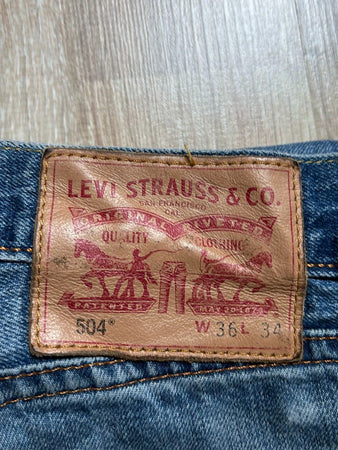 LEVI STRAUSS & CO.
SAN FRANCISCO
CAL
ORIGINAL RIVETED
QUALITY CLOTHING
PATENTED MAY 20 1873
504® W 36 L 34